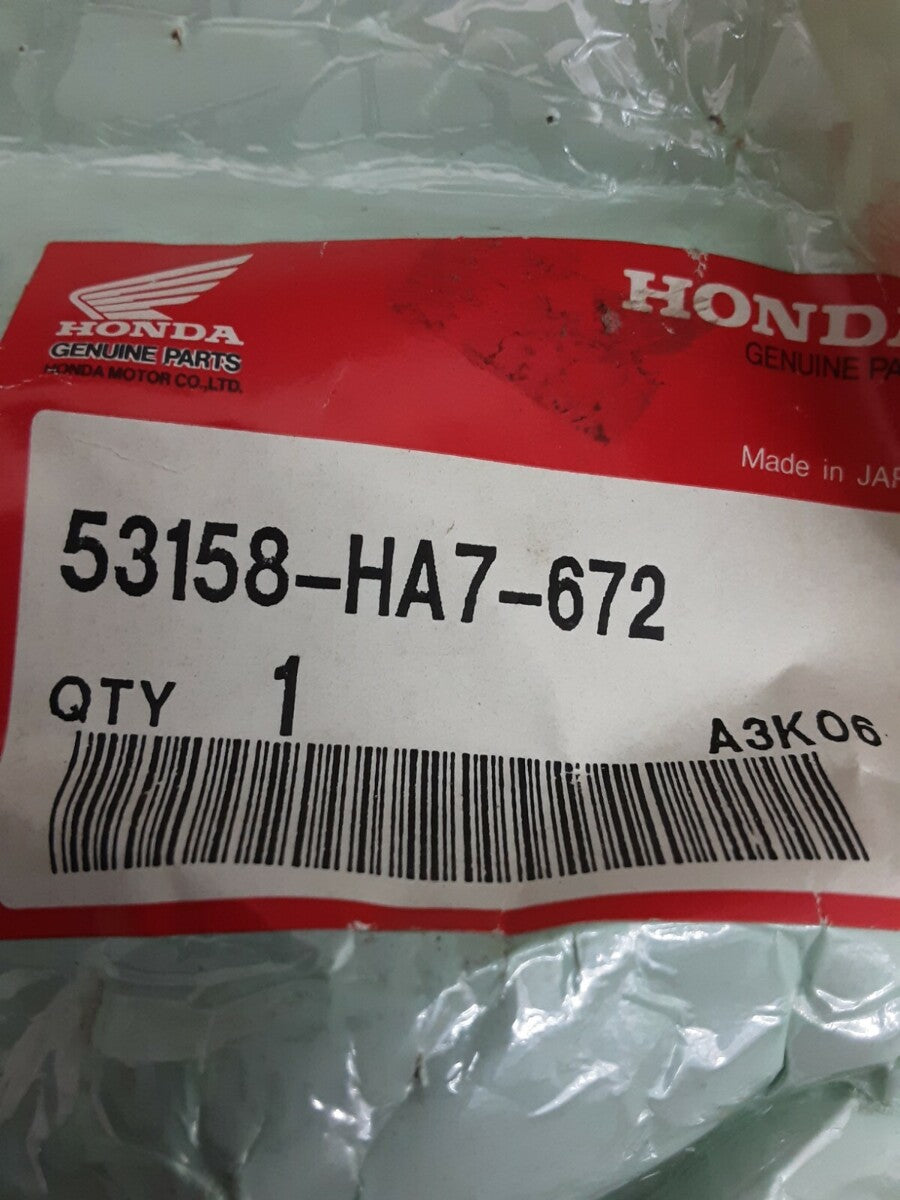 HONDA
GENUINE PARTS
HONDA MOTOR CO.,LTD.
HONDA
GENUINE PA
Made in JAP
53158-HA7-672
QTY 1
A3K06